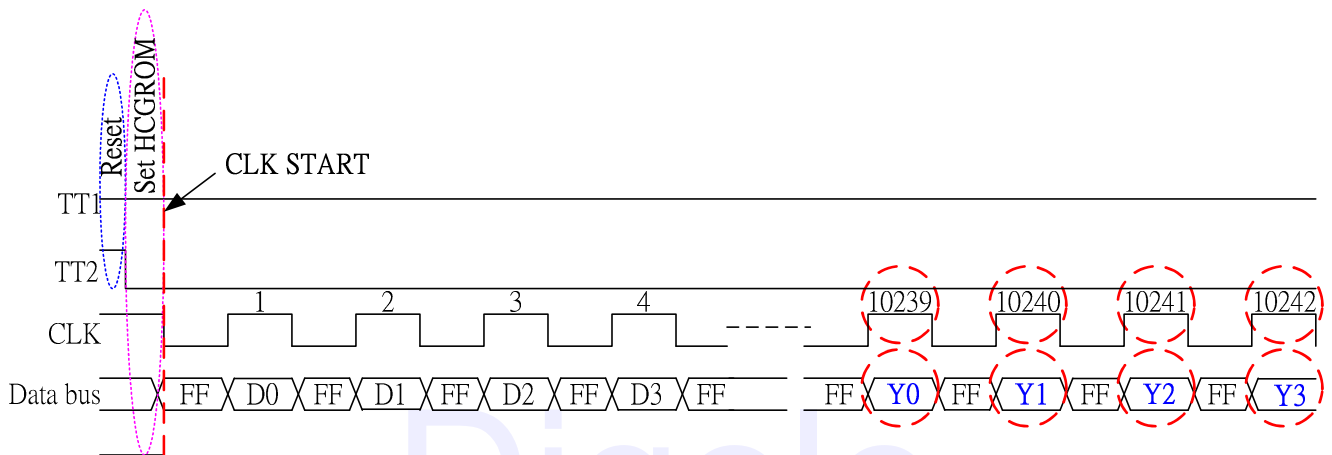 Reset
Set HCGROM
CLK START
TT1
TT2
1 2 3 4 10239 10240 10241 10242
CLK
Data bus FF D0 FF D1 FF D2 FF D3 FF FF Y0 FF Y1 FF Y2 FF Y3